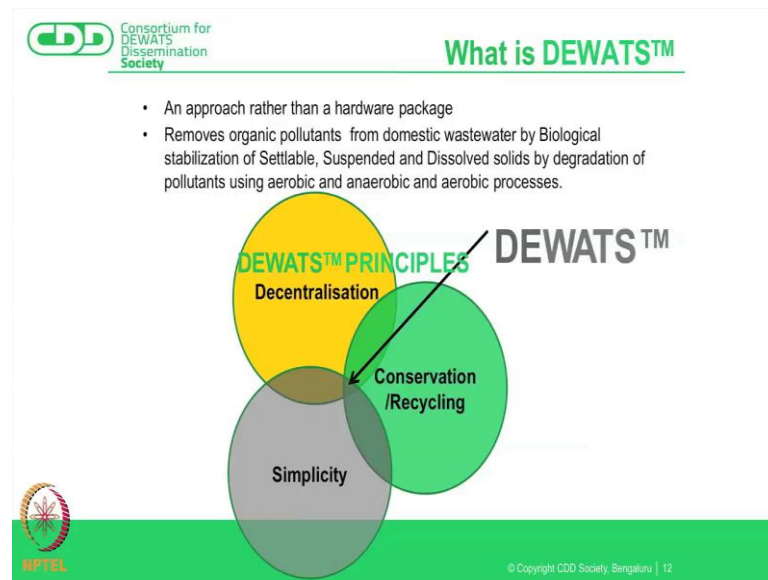 Consortium for
DEWATS
Dissemination
Society
What is DEWATS™
• An approach rather than a hardware package
• Removes organic pollutants from domestic wastewater by Biological
stabilization of Settlable, Suspended and Dissolved solids by degradation of
pollutants using aerobic and anaerobic and aerobic processes.
DEWATS™
DEWATS™ PRINCIPLES
Decentralisation
Conservation
/Recycling
Simplicity
NPTEL
© Copyright CDD Society, Bengaluru | 12